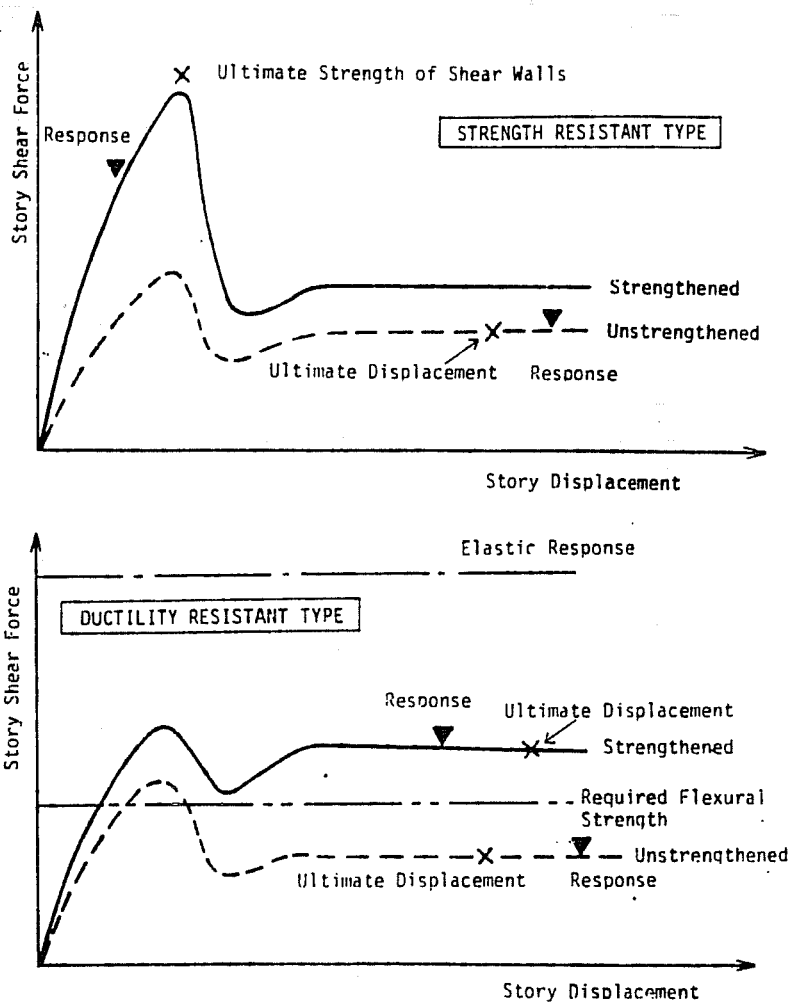 Ultimate Strength of Shear Walls
STRENGTH RESISTANT TYPE
Response
Story Shear Force
Strengthened
Unstrengthened
Ultimate Displacement
Response
Story Displacement
Elastic Response
DUCTILITY RESISTANT TYPE
Story Shear Force
Response
Ultimate Displacement
Strengthened
Required Flexural
Strength
Unstrengthened
Ultimate Displacement
Response
Story Displacement